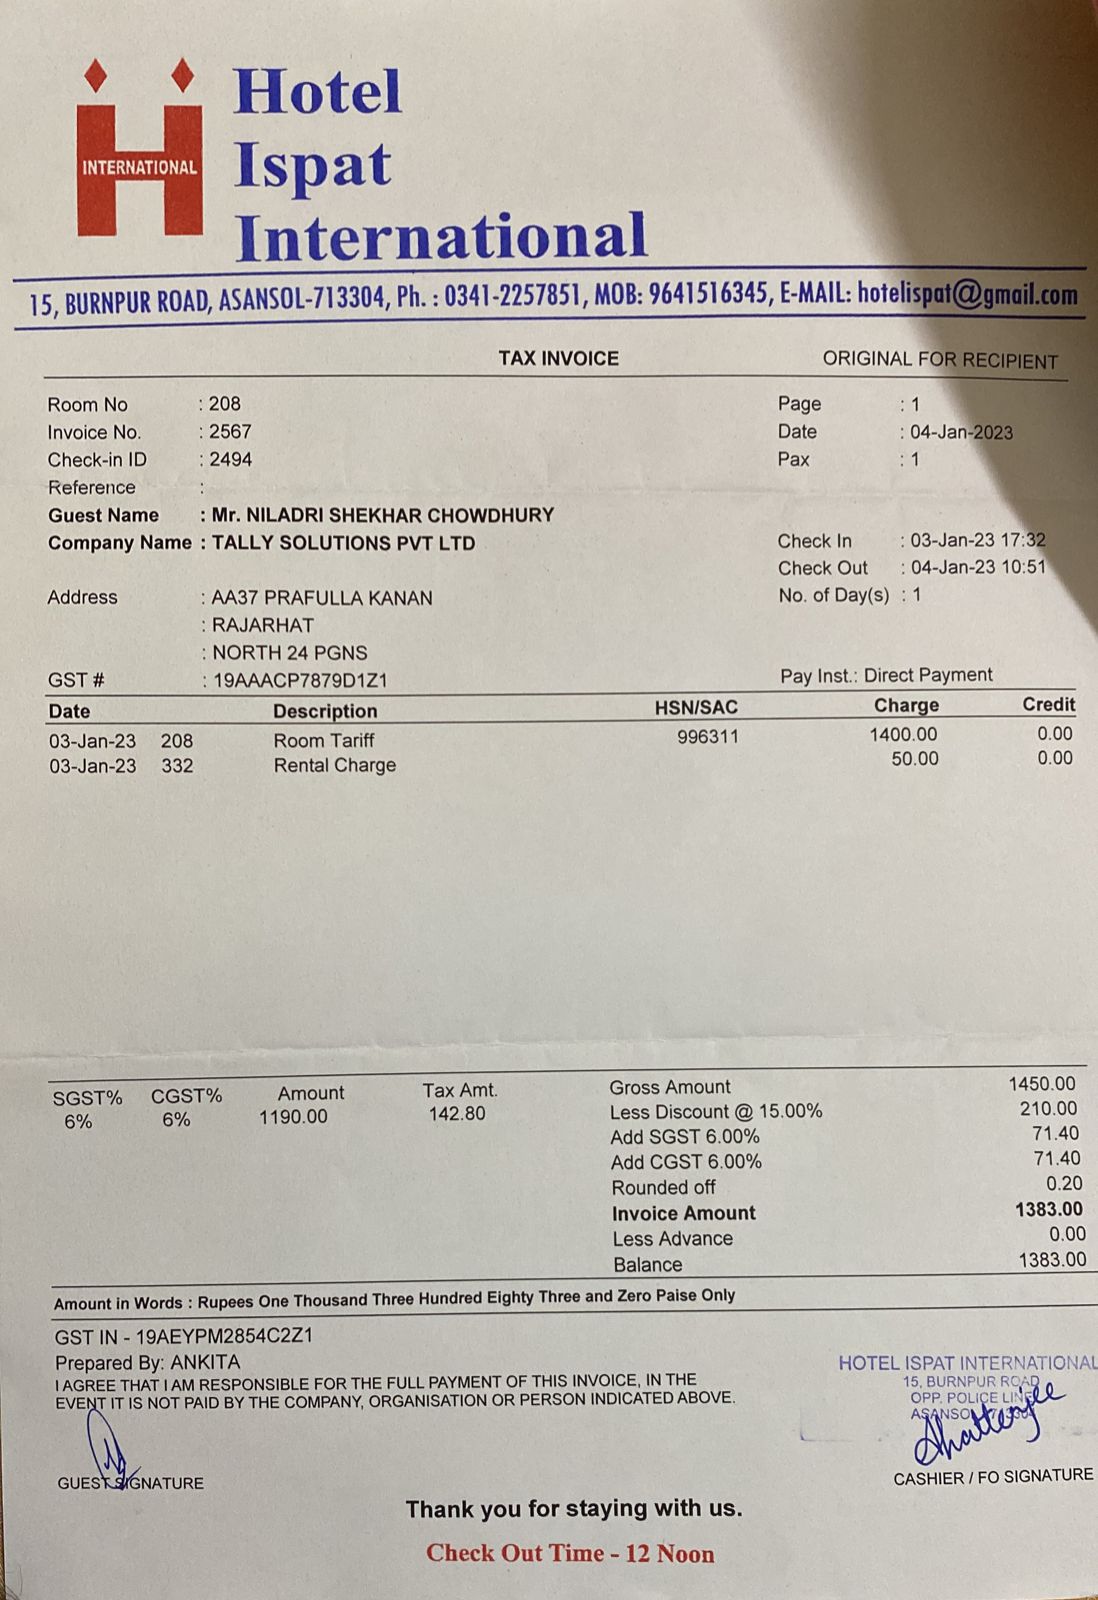 INTERNATIONAL
Hotel
Ispat
International
15, BURNPUR ROAD, ASANSOL-713304, Ph. : 0341-2257851, MOB: 9641516345, E-MAIL: hotelispat@gmail.com
TAX INVOICE ORIGINAL FOR RECIPIENT
Room No : 208 Page : 1
Invoice No. : 2567 Date : 04-Jan-2023
Check-in ID : 2494 Pax : 1
Reference :
Guest Name : Mr. NILADRI SHEKHAR CHOWDHURY
Company Name : TALLY SOLUTIONS PVT LTD Check In : 03-Jan-23 17:32
Check Out : 04-Jan-23 10:51
Address : AA37 PRAFULLA KANAN No. of Day(s) : 1
: RAJARHAT
: NORTH 24 PGNS
GST # : 19AAACP7879D1Z1 Pay Inst.: Direct Payment
Date Description HSN/SAC Charge Credit
03-Jan-23 208 Room Tariff 996311 1400.00 0.00
03-Jan-23 332 Rental Charge 50.00 0.00
SGST% CGST% Amount Tax Amt. Gross Amount 1450.00
6% 6% 1190.00 142.80 Less Discount @ 15.00% 210.00
Add SGST 6.00% 71.40
Add CGST 6.00% 71.40
Rounded off 0.20
Invoice Amount 1383.00
Less Advance 0.00
Balance 1383.00
Amount in Words : Rupees One Thousand Three Hundred Eighty Three and Zero Paise Only
GST IN - 19AEYPM2854C2Z1
Prepared By: ANKITA
I AGREE THAT I AM RESPONSIBLE FOR THE FULL PAYMENT OF THIS INVOICE, IN THE
EVENT IT IS NOT PAID BY THE COMPANY, ORGANISATION OR PERSON INDICATED ABOVE.
HOTEL ISPAT INTERNATIONAL
15, BURNPUR ROAD
OPP. POLICE LINE
ASANSOL 713304
GUEST SIGNATURE
CASHIER / FO SIGNATURE
Thank you for staying with us.
Check Out Time - 12 Noon